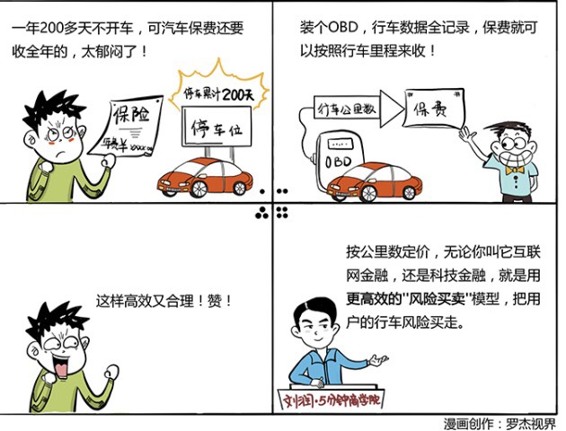 一年200多天不开车，可汽车保费还要
收全年的，太郁闷了！
保险
停车累计200天
停车位
装个OBD，行车数据全记录，保费就可
以按照行车里程来收！
行车公里数
保费
OBD
这样高效又合理！赞！
按公里数定价，无论你叫它互联
网金融，还是科技金融，就是用
更高效的"风险买卖"模型，把用
户的行车风险买走。
刘润·5分钟商学院
漫画创作：罗杰视界